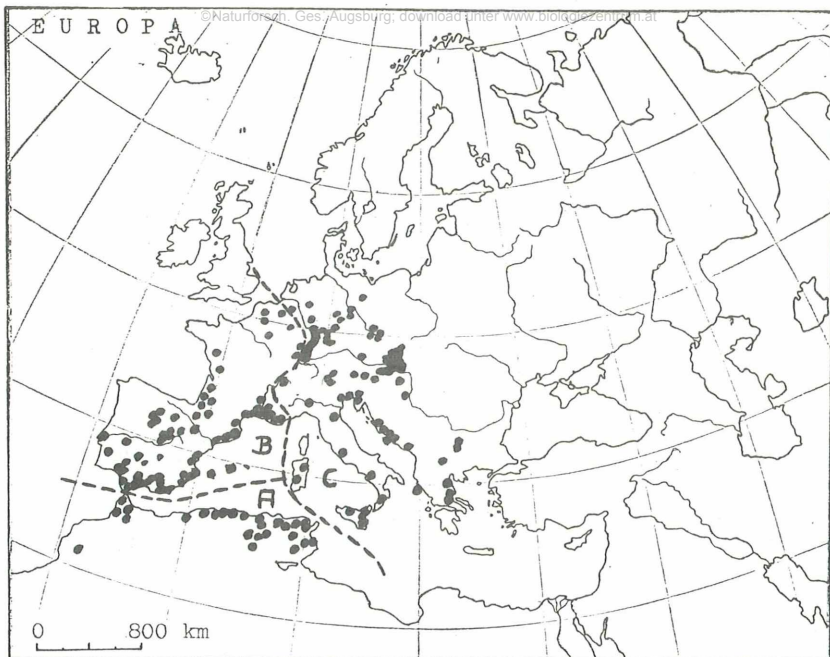 ©Naturforsch. Ges. Augsburg; download unter www.biologiezentrum.at
EUROPA
B
C
A
0 800 km